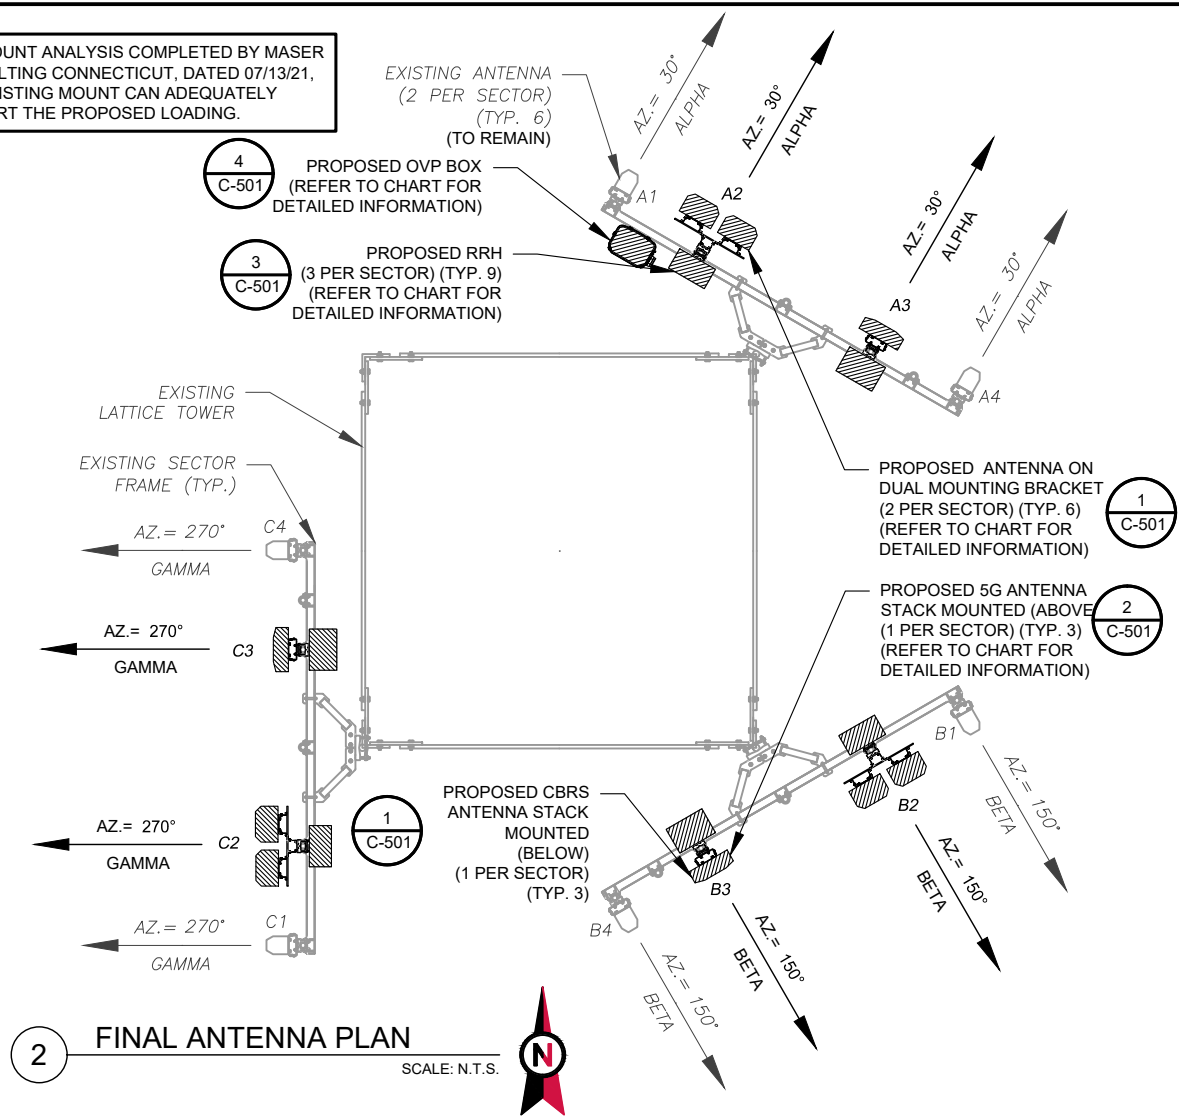 OUNT ANALYSIS COMPLETED BY MASER
LTING CONNECTICUT, DATED 07/13/21,
ISTING MOUNT CAN ADEQUATELY
RT THE PROPOSED LOADING.
EXISTING ANTENNA
(2 PER SECTOR)
(TYP. 6)
(TO REMAIN)
AZ.= 30°
ALPHA
AZ.= 30°
ALPHA
4
C-501
PROPOSED OVP BOX
(REFER TO CHART FOR
DETAILED INFORMATION)
A1
A2
3
C-501
PROPOSED RRH
(3 PER SECTOR) (TYP. 9)
(REFER TO CHART FOR
DETAILED INFORMATION)
AZ.= 30°
ALPHA
AZ.= 30°
ALPHA
A3
A4
EXISTING
LATTICE TOWER
EXISTING SECTOR
FRAME (TYP.)
PROPOSED ANTENNA ON
DUAL MOUNTING BRACKET
(2 PER SECTOR) (TYP. 6)
(REFER TO CHART FOR
DETAILED INFORMATION)
1
C-501
AZ.= 270°
GAMMA
C4
PROPOSED 5G ANTENNA
STACK MOUNTED (ABOVE
(1 PER SECTOR) (TYP. 3)
(REFER TO CHART FOR
DETAILED INFORMATION)
2
C-501
AZ.= 270°
GAMMA
C3
B1
AZ.= 150°
BETA
PROPOSED CBRS
ANTENNA STACK
MOUNTED
(BELOW)
(1 PER SECTOR)
(TYP. 3)
B2
AZ.= 150°
BETA
AZ.= 270°
GAMMA
C2
1
C-501
B3
AZ.= 150°
BETA
AZ.= 270°
GAMMA
C1
B4
AZ.= 150°
BETA
2
FINAL ANTENNA PLAN
SCALE: N.T.S.
N